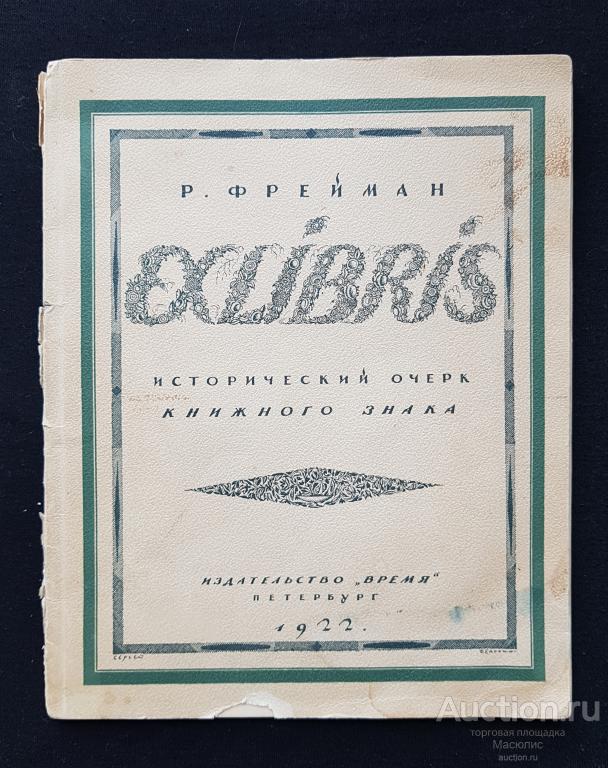 Р. ФРЕЙМАН
EXLIBRIS
ИСТОРИЧЕСКИЙ ОЧЕРК
КНИЖНОГО ЗНАКА
ИЗДАТЕЛЬСТВО „ВРЕМЯ“
ПЕТЕРБУРГ
1922.
Auction.ru
торговая площадка
Масюлис
auction.ru